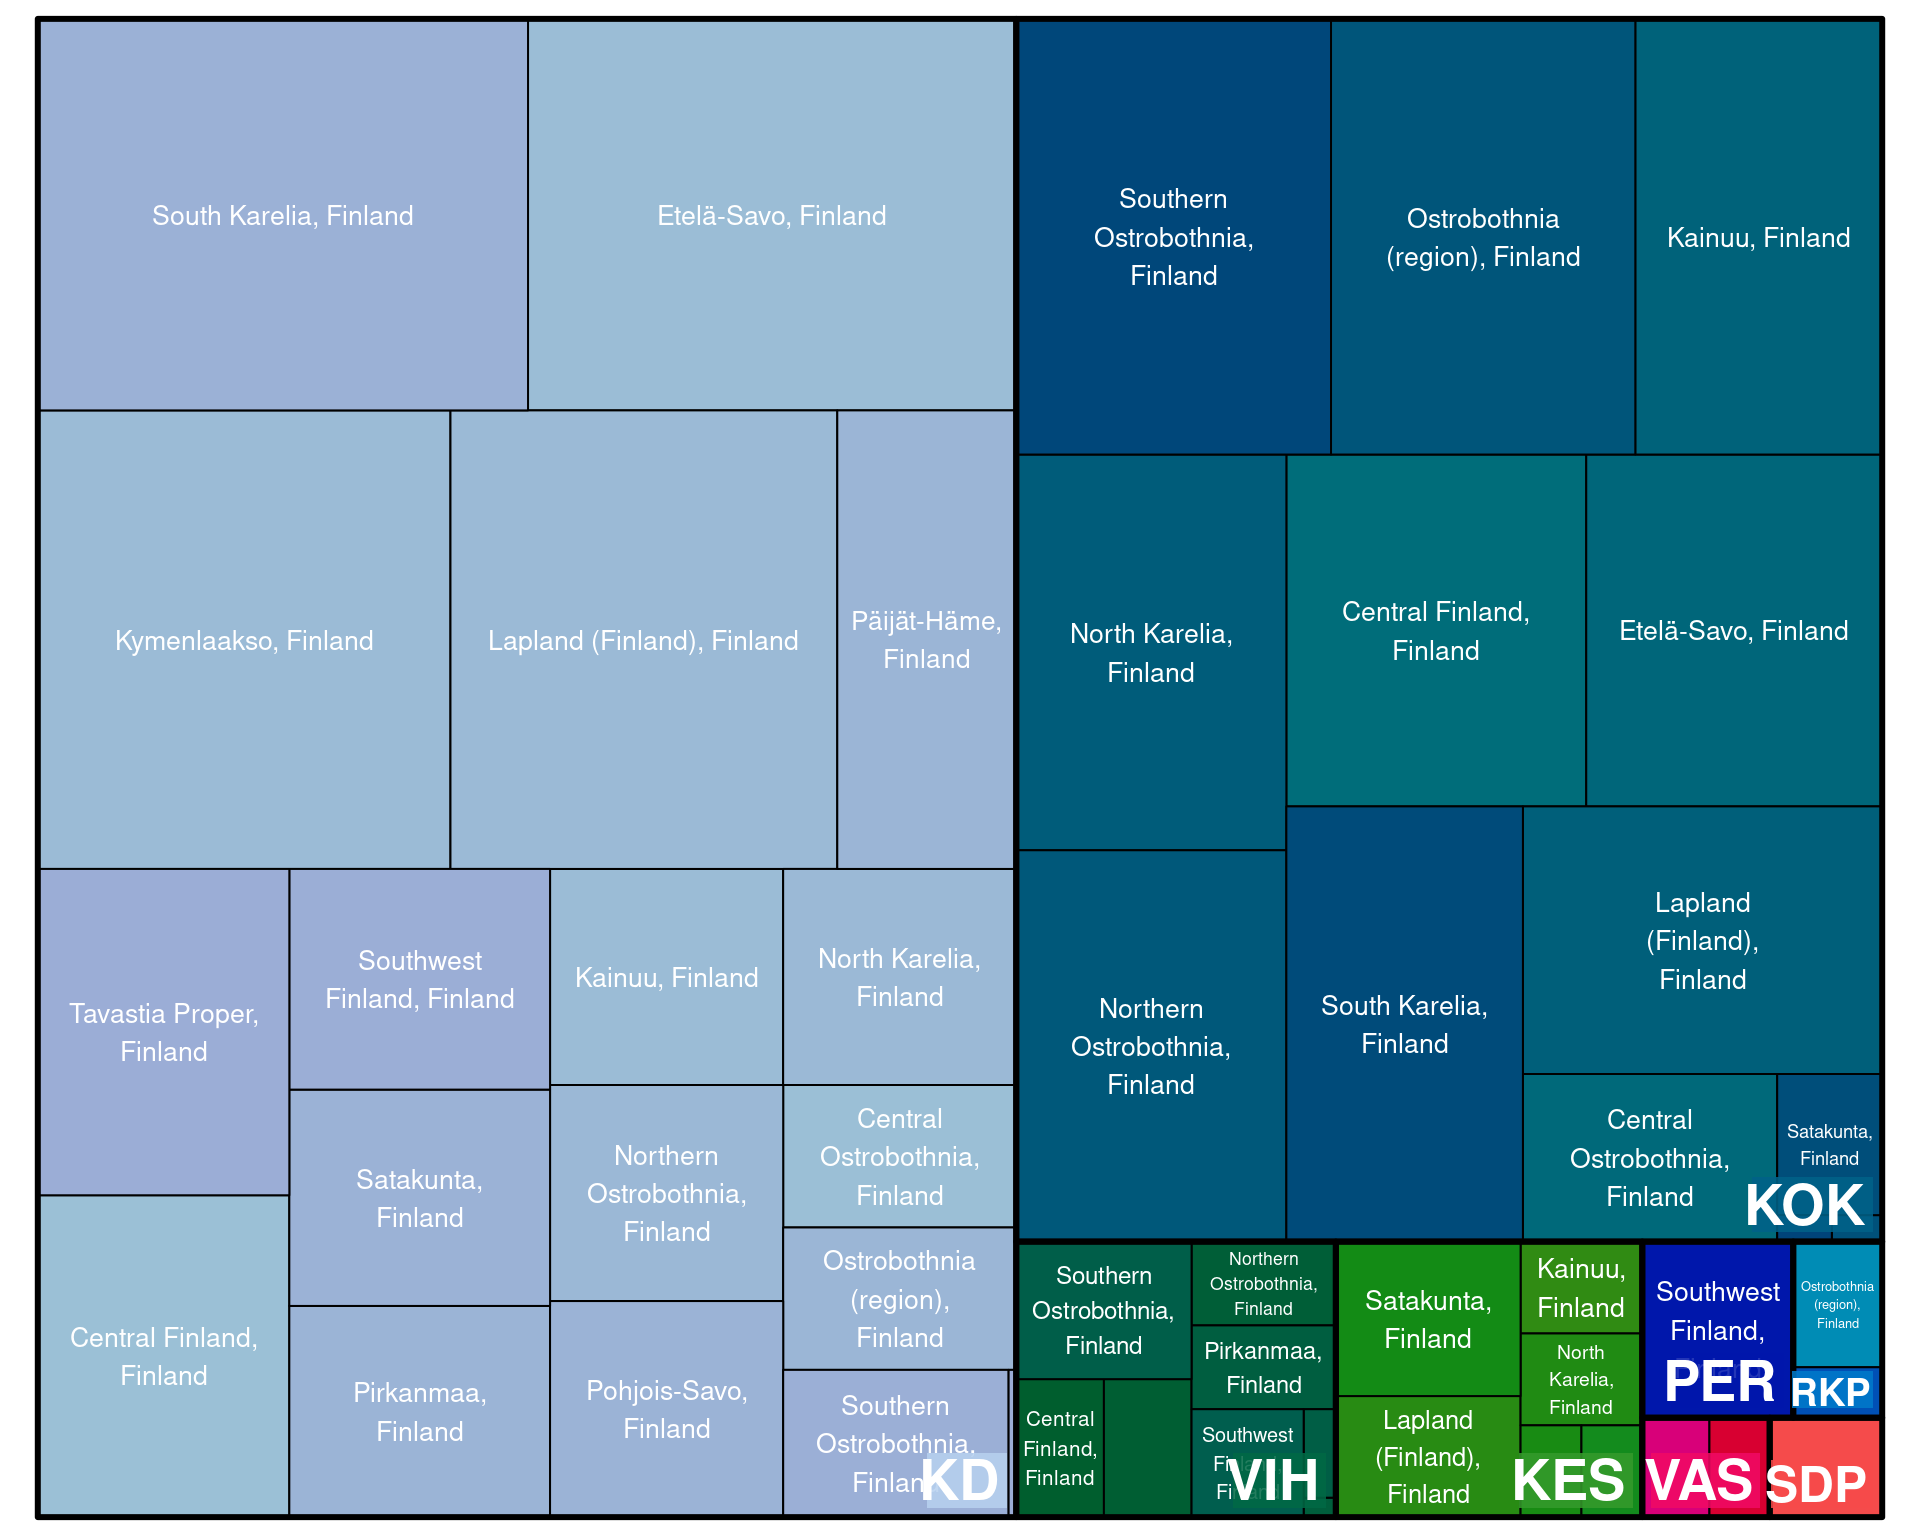 South Karelia, Finland
Etelä-Savo, Finland
Kymenlaakso, Finland
Lapland (Finland), Finland
Päijät-Häme,
Finland
Tavastia Proper,
Finland
Central Finland,
Finland
Southwest
Finland, Finland
Satakunta,
Finland
Pirkanmaa,
Finland
Kainuu, Finland
North Karelia,
Finland
Northern
Ostrobothnia,
Finland
Pohjois-Savo,
Finland
Central
Ostrobothnia,
Finland
Ostrobothnia
(region),
Finland
Southern
Ostrobothnia,
Finland
KD
Southern
Ostrobothnia,
Finland
Ostrobothnia
(region), Finland
Kainuu, Finland
North Karelia,
Finland
Central Finland,
Finland
Etelä-Savo, Finland
Northern
Ostrobothnia,
Finland
South Karelia,
Finland
Lapland
(Finland),
Finland
Central
Ostrobothnia,
Finland
Satakunta,
Finland
KOK
Southern
Ostrobothnia,
Finland
Central
Finland,
Finland
Northern
Ostrobothnia,
Finland
Pirkanmaa,
Finland
Southwest
Finland,
Finland
VIH
Satakunta,
Finland
Lapland
(Finland),
Finland
Kainuu,
Finland
North
Karelia,
Finland
KES
Southwest
Finland,
Finland
PER
Ostrobothnia
(region),
Finland
RKP
VAS
SDP